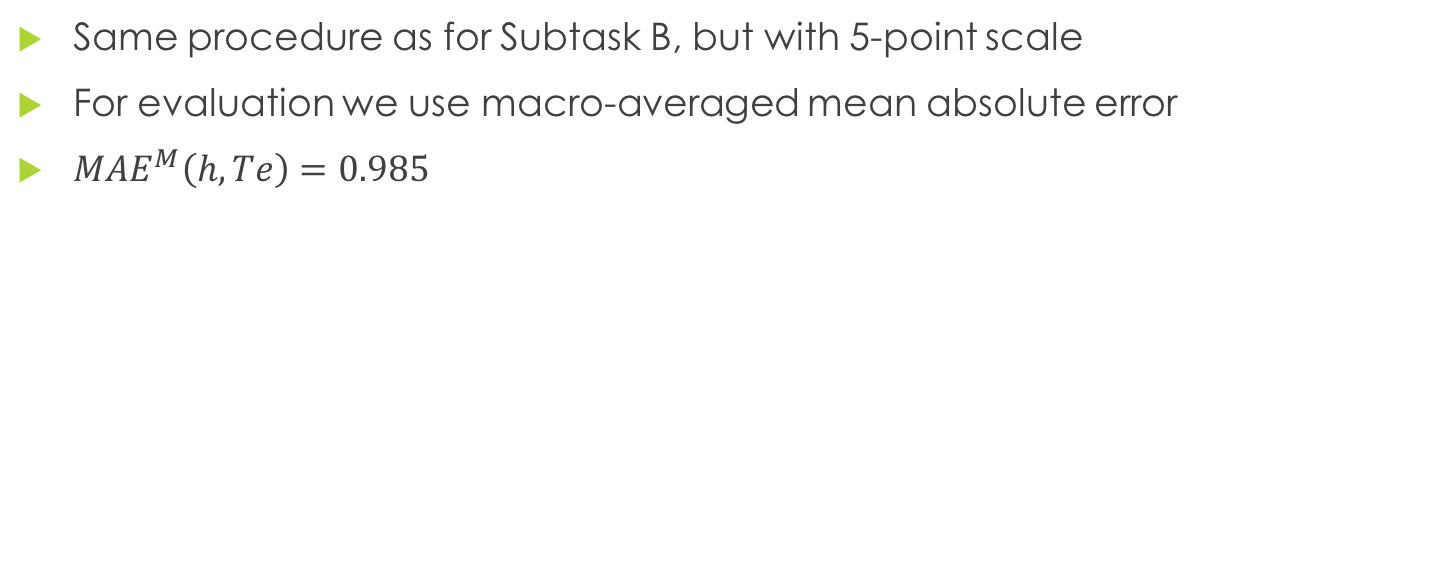 Same procedure as for Subtask B, but with 5-point scale
For evaluation we use macro-averaged mean absolute error
𝑀𝐴𝐸ᴹ(ℎ, 𝑇𝑒) = 0.985